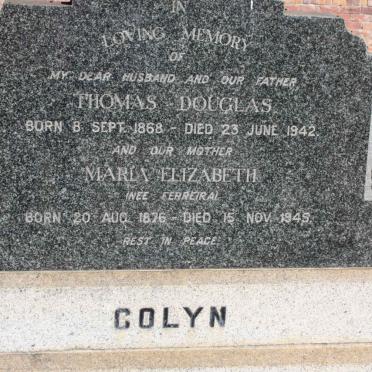 IN
LOVING MEMORY
OF
MY DEAR HUSBAND AND OUR FATHER
THOMAS DOUGLAS
BORN 8 SEPT. 1868 - DIED 23 JUNE 1942
AND OUR MOTHER
MARIA ELIZABETH
(NEE FERREIRA)
BORN 20 AUG. 1876 - DIED 15 NOV. 1945.
REST IN PEACE
COLYN